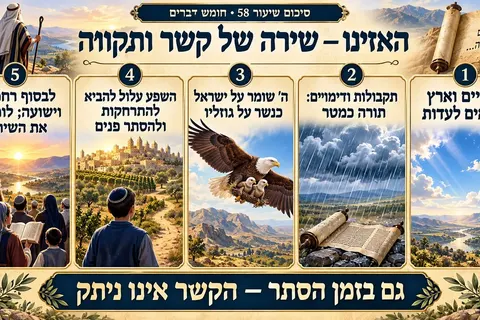 סיכום שיעור 58 • חומש דברים
האזינו – שירה של קשר ותקווה
1
וארץ
לעדות
2
תקבולות ודימויים:
תורה כמטר
3
ה' שומר על ישראל
כנשר על גוזליו
4
השפע עלול להביא
להתרחקות
ולהסתר פנים
5
לבסוף
וישועה;
את
גם בזמן הסתר – הקשר אינו ניתק